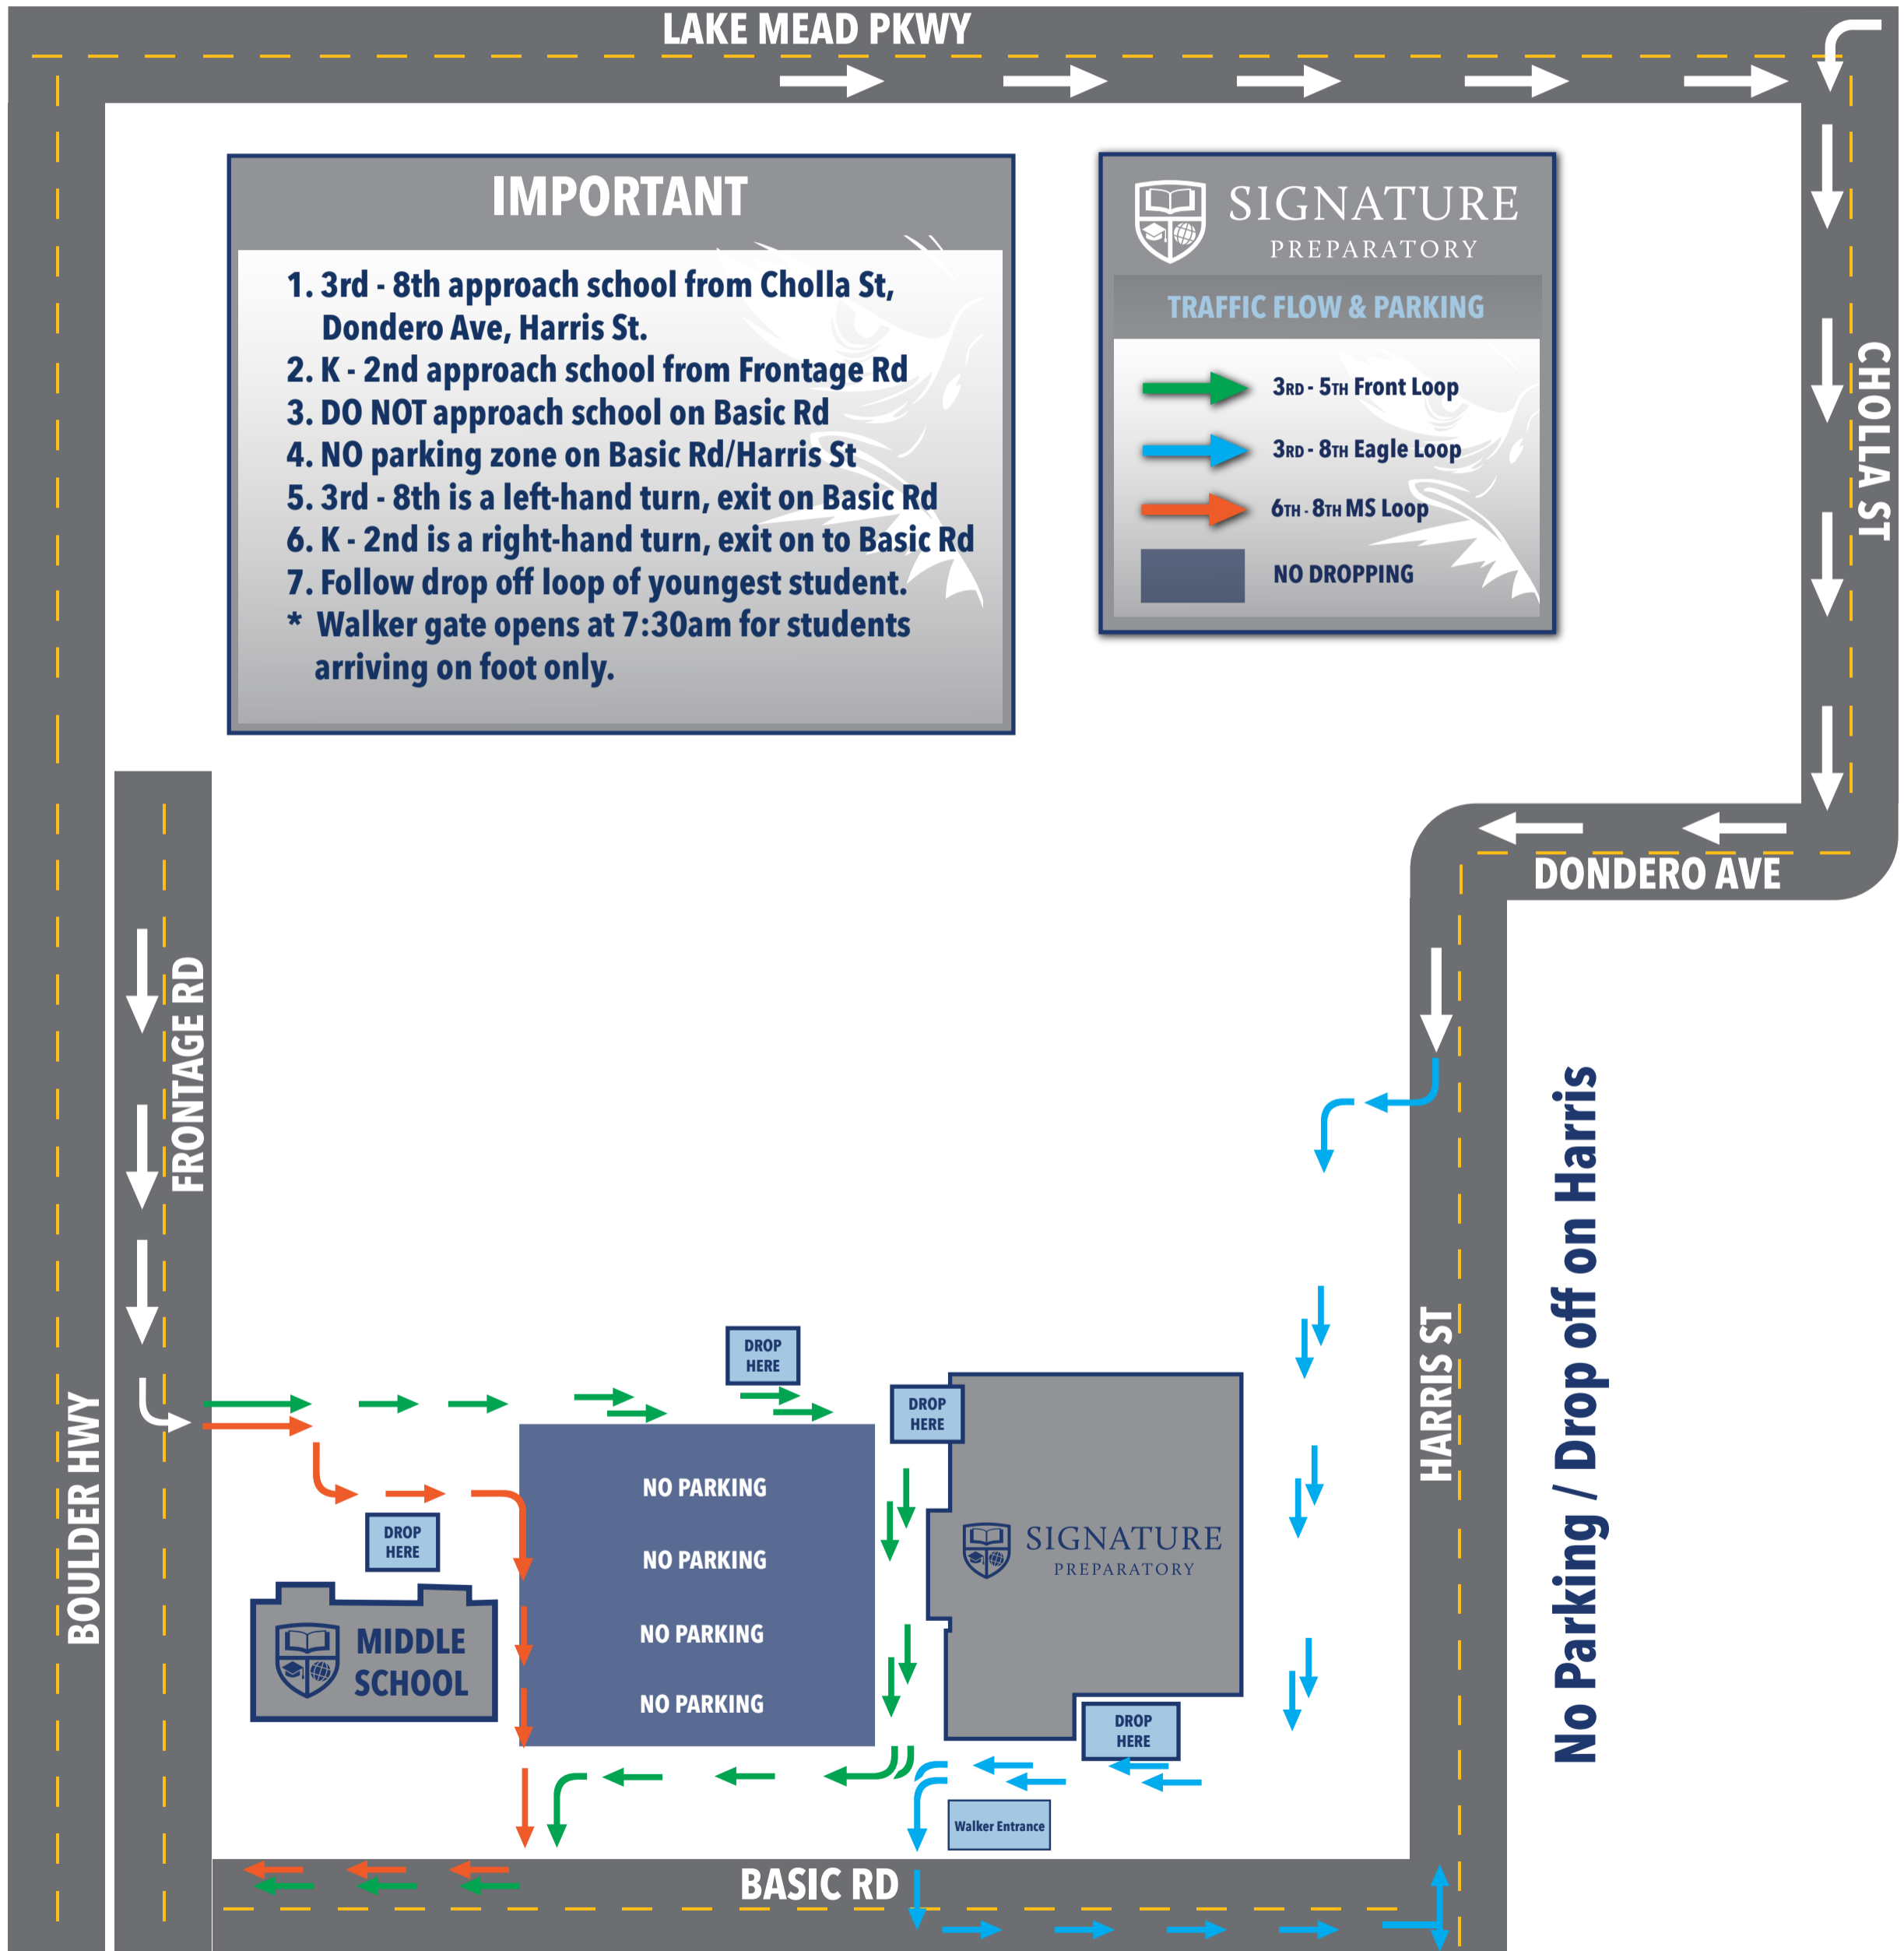 LAKE MEAD PKWY
IMPORTANT
1. 3rd - 8th approach school from Cholla St,
Dondero Ave, Harris St.
2. K - 2nd approach school from Frontage Rd
3. DO NOT approach school on Basic Rd
4. NO parking zone on Basic Rd/Harris St
5. 3rd - 8th is a left-hand turn, exit on Basic Rd
6. K - 2nd is a right-hand turn, exit on to Basic Rd
7. Follow drop off loop of youngest student.
* Walker gate opens at 7:30am for students
arriving on foot only.
SIGNATURE
PREPARATORY
TRAFFIC FLOW & PARKING
3RD - 5TH Front Loop
3RD - 8TH Eagle Loop
6TH - 8TH MS Loop
NO DROPPING
CHOLLA ST
DONDERO AVE
FRONTAGE RD
BOULDER HWY
HARRIS ST
No Parking / Drop off on Harris
DROP
HERE
DROP
HERE
NO PARKING
DROP
HERE
NO PARKING
SIGNATURE
PREPARATORY
MIDDLE
SCHOOL
NO PARKING
NO PARKING
DROP
HERE
Walker Entrance
BASIC RD